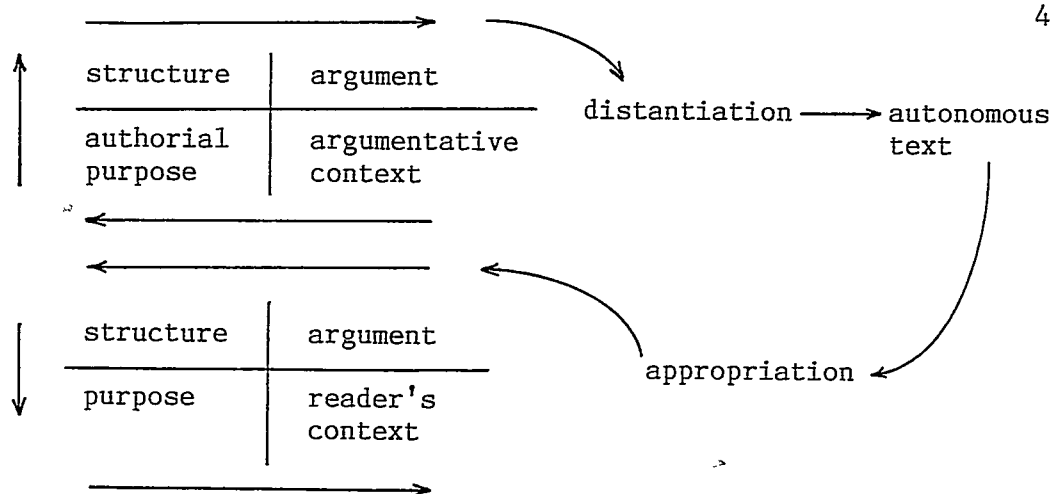 4
structure argument
distantiation autonomous
text
authorial argumentative
purpose context
structure argument
appropriation
purpose reader's
context